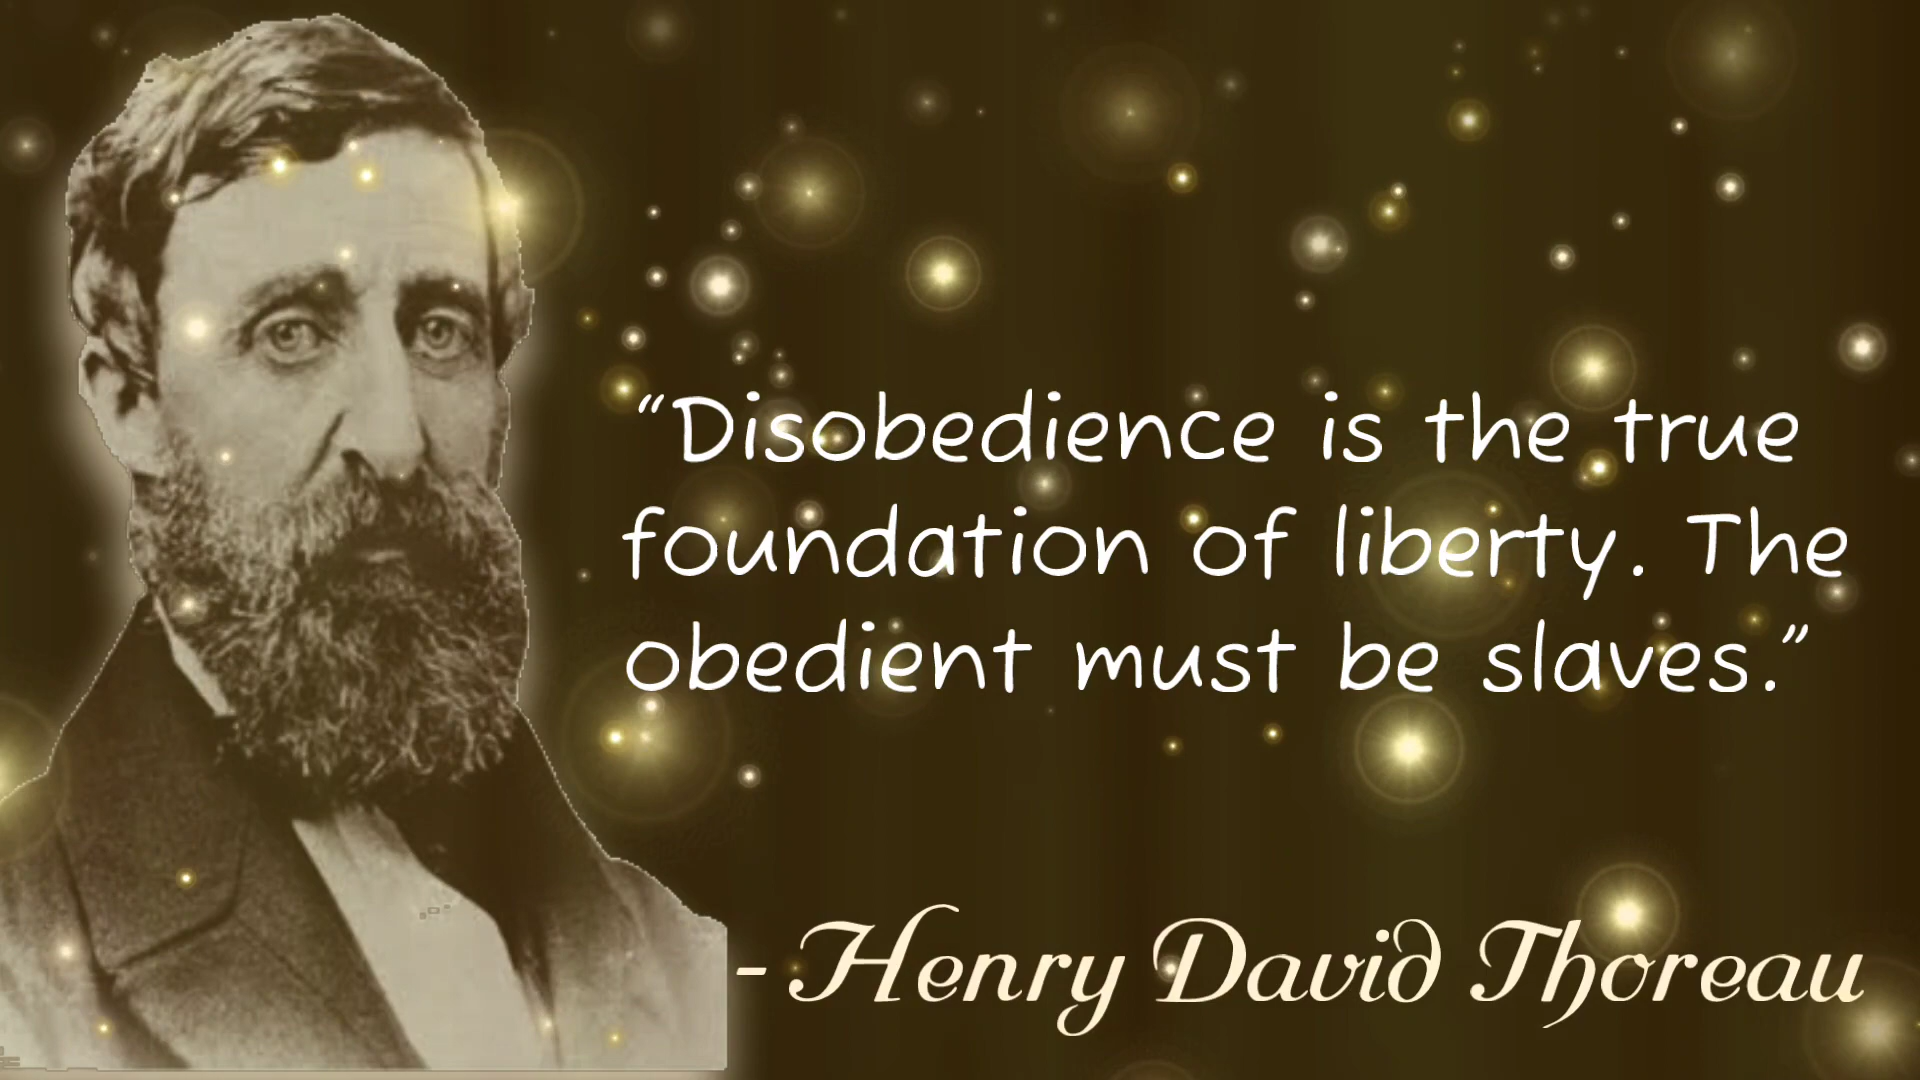 “Disobedience is the true
foundation of liberty. The
obedient must be slaves.”
- Henry David Thoreau